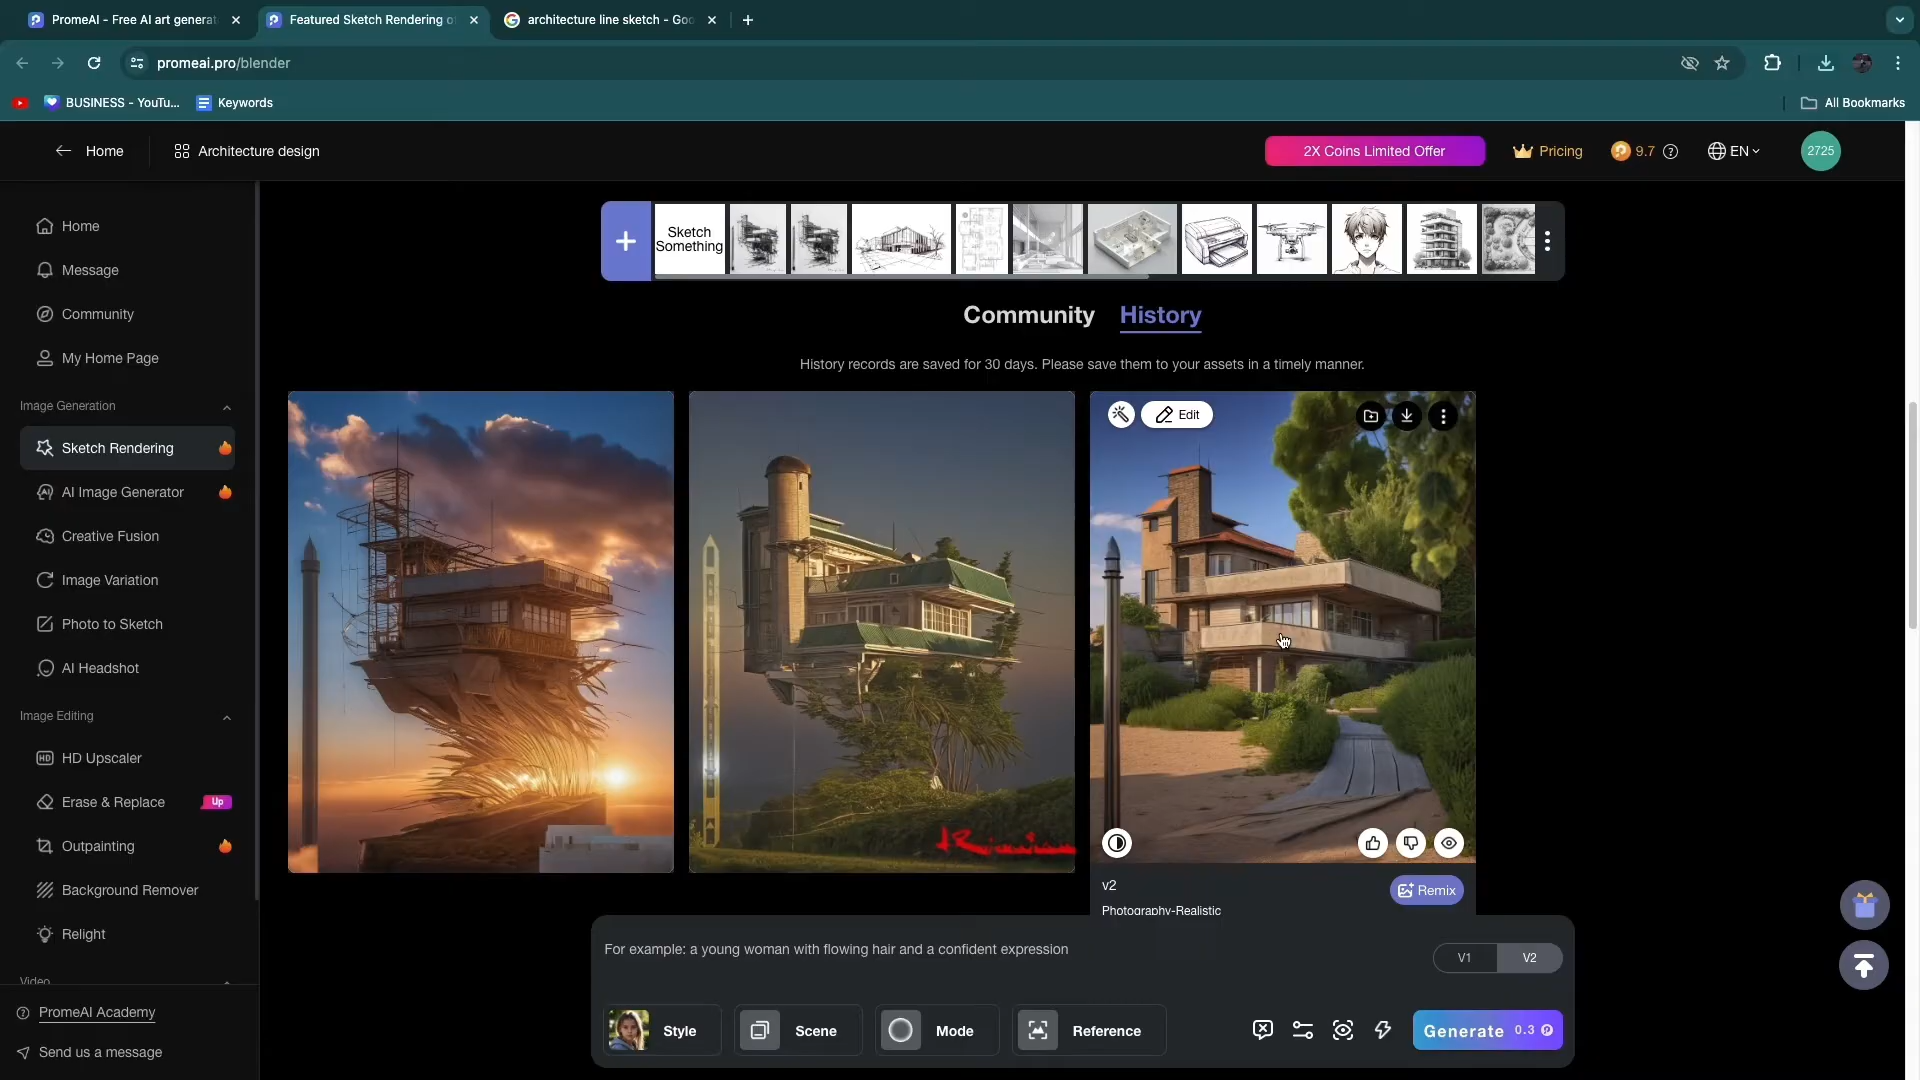 PromeAI - Free AI art generat
Featured Sketch Rendering o
architecture line sketch - Goo
promeai.pro/blender
BUSINESS - YouTu...
Keywords
All Bookmarks
Home
Architecture design
2X Coins Limited Offer
Pricing
9.7
EN
2725
Home
Message
Community
My Home Page
Image Generation
Sketch Rendering
AI Image Generator
Creative Fusion
Image Variation
Photo to Sketch
AI Headshot
Image Editing
HD Upscaler
Erase & Replace
Up
Outpainting
Background Remover
Relight
Video
PromeAI Academy
Send us a message
Sketch
Something
Community
History
History records are saved for 30 days. Please save them to your assets in a timely manner.
Edit
v2
Remix
Photography-Realistic
For example: a young woman with flowing hair and a confident expression
V1
V2
Style
Scene
Mode
Reference
Generate
0.3